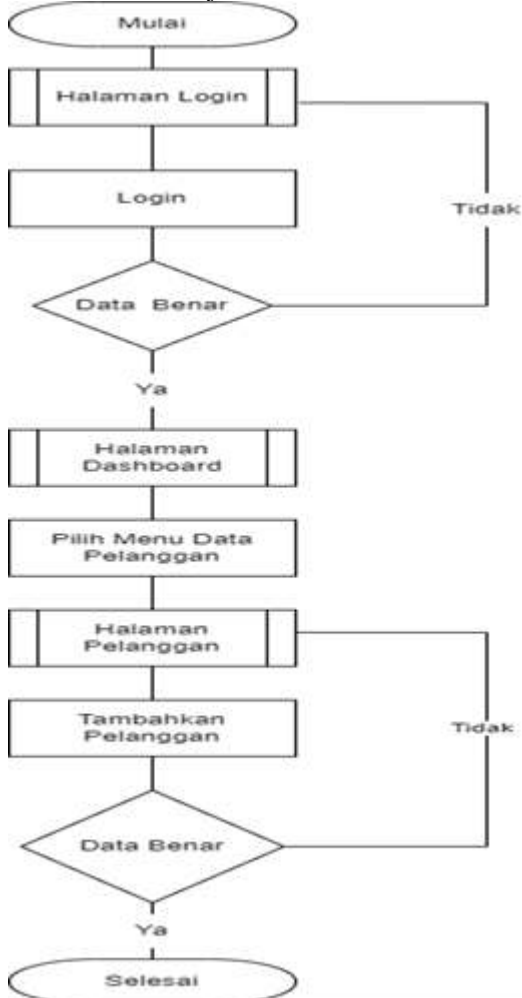 Mulai
Halaman Login
Login
Tidak
Data Benar
Ya
Halaman
Dashboard
Pilih Menu Data
Pelanggan
Halaman
Pelanggan
Tambahkan
Pelanggan
Tidak
Data Benar
Ya
Selesai